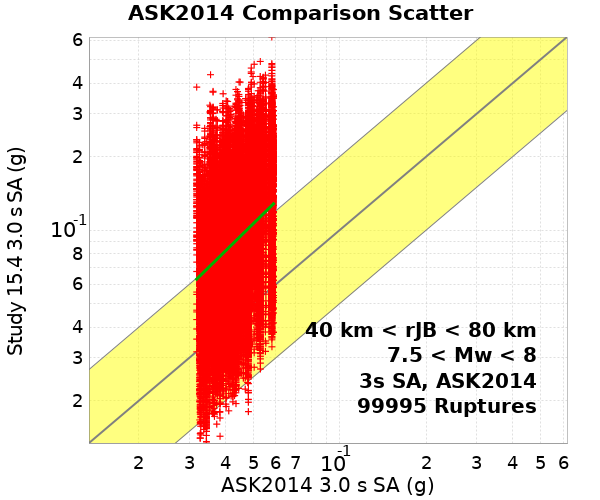 ASK2014 Comparison Scatter
6
4
3
2
10⁻¹
8
6
4
3
2
Study 15.4 3.0 s SA (g)
40 km < rJB < 80 km
7.5 < Mw < 8
3s SA, ASK2014
99995 Ruptures
2 3 4 5 6 7 10⁻¹ 2 3 4 5 6
ASK2014 3.0 s SA (g)